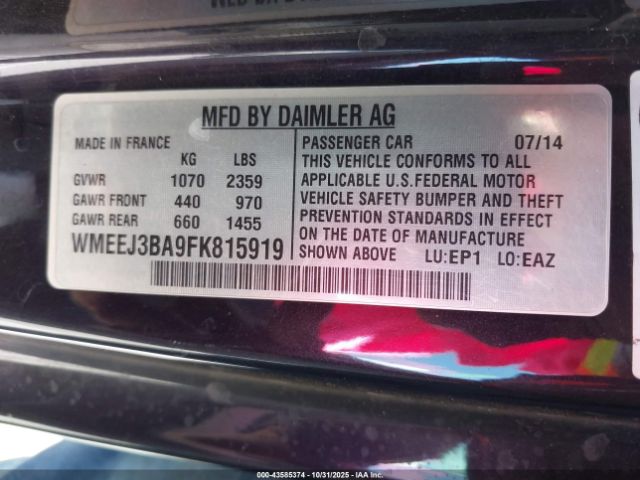 MFD BY DAIMLER AG
MADE IN FRANCE
KG LBS
GVWR 1070 2359
GAWR FRONT 440 970
GAWR REAR 660 1455
WMEEJ3BA9FK815919
PASSENGER CAR 07/14
THIS VEHICLE CONFORMS TO ALL
APPLICABLE U.S.FEDERAL MOTOR
VEHICLE SAFETY BUMPER AND THEFT
PREVENTION STANDARDS IN EFFECT
ON THE DATE OF MANUFACTURE
SHOWN ABOVE LU:EP1 LO:EAZ
000-43585374 | 10/31/2025 - IAA Inc.